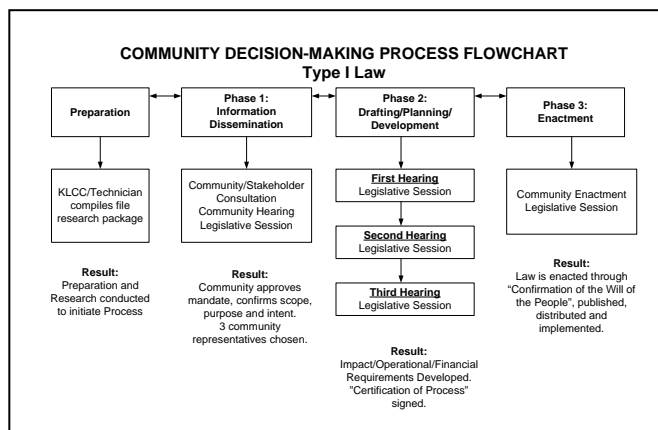 COMMUNITY DECISION-MAKING PROCESS FLOWCHART
Type I Law
Preparation
Phase 1:
Information
Dissemination
Phase 2:
Drafting/Planning/
Development
Phase 3:
Enactment
KLCC/Technician
compiles file
research package
Community/Stakeholder
Consultation
Community Hearing
Legislative Session
First Hearing
Legislative Session
Second Hearing
Legislative Session
Third Hearing
Legislative Session
Community Enactment
Legislative Session
Result:
Preparation and
Research conducted
to initiate Process
Result:
Community approves
mandate, confirms scope,
purpose and intent.
3 community
representatives chosen.
Result:
Impact/Operational/Financial
Requirements Developed.
"Certification of Process"
signed.
Result:
Law is enacted through
“Confirmation of the Will of
the People”, published,
distributed and
implemented.